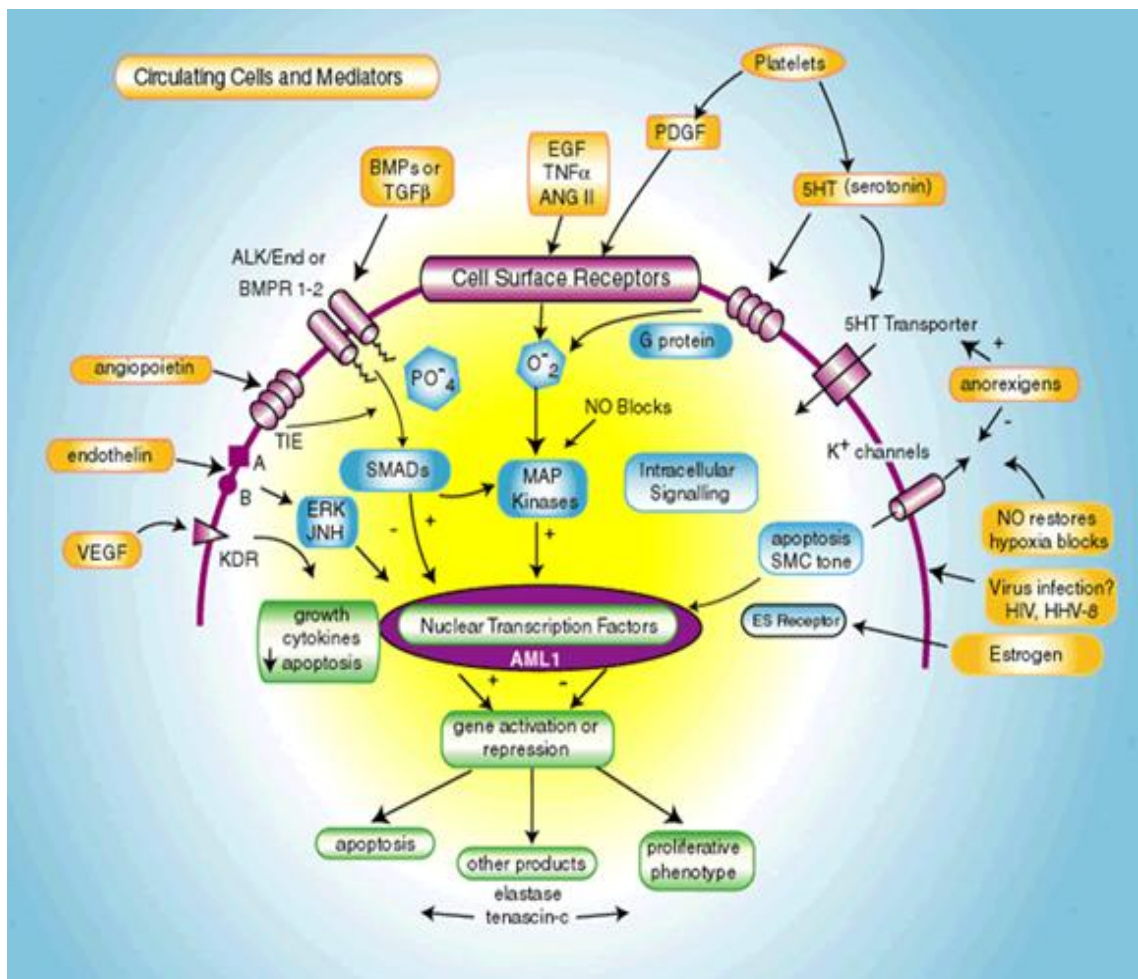 Circulating Cells and Mediators
Platelets
PDGF
EGF
TNFα
ANG II
BMPs or
TGFβ
5HT (serotonin)
ALK/End or
BMPR 1-2
Cell Surface Receptors
5HT Transporter
G protein
O⁻₂
PO⁻₄
+
anorexigens
-
angiopoietin
TIE
NO Blocks
K⁺ channels
endothelin
A
B
SMADs
MAP
Kinases
Intracellular
Signalling
ERK
JNH
-
+
+
apoptosis
SMC tone
NO restores
hypoxia blocks
VEGF
KDR
Virus infection?
HIV, HHV-8
growth
cytokines
apoptosis
Nuclear Transcription Factors
AML1
ES Receptor
Estrogen
+
-
gene activation or
repression
apoptosis
other products
elastase
tenascin-c
proliferative
phenotype